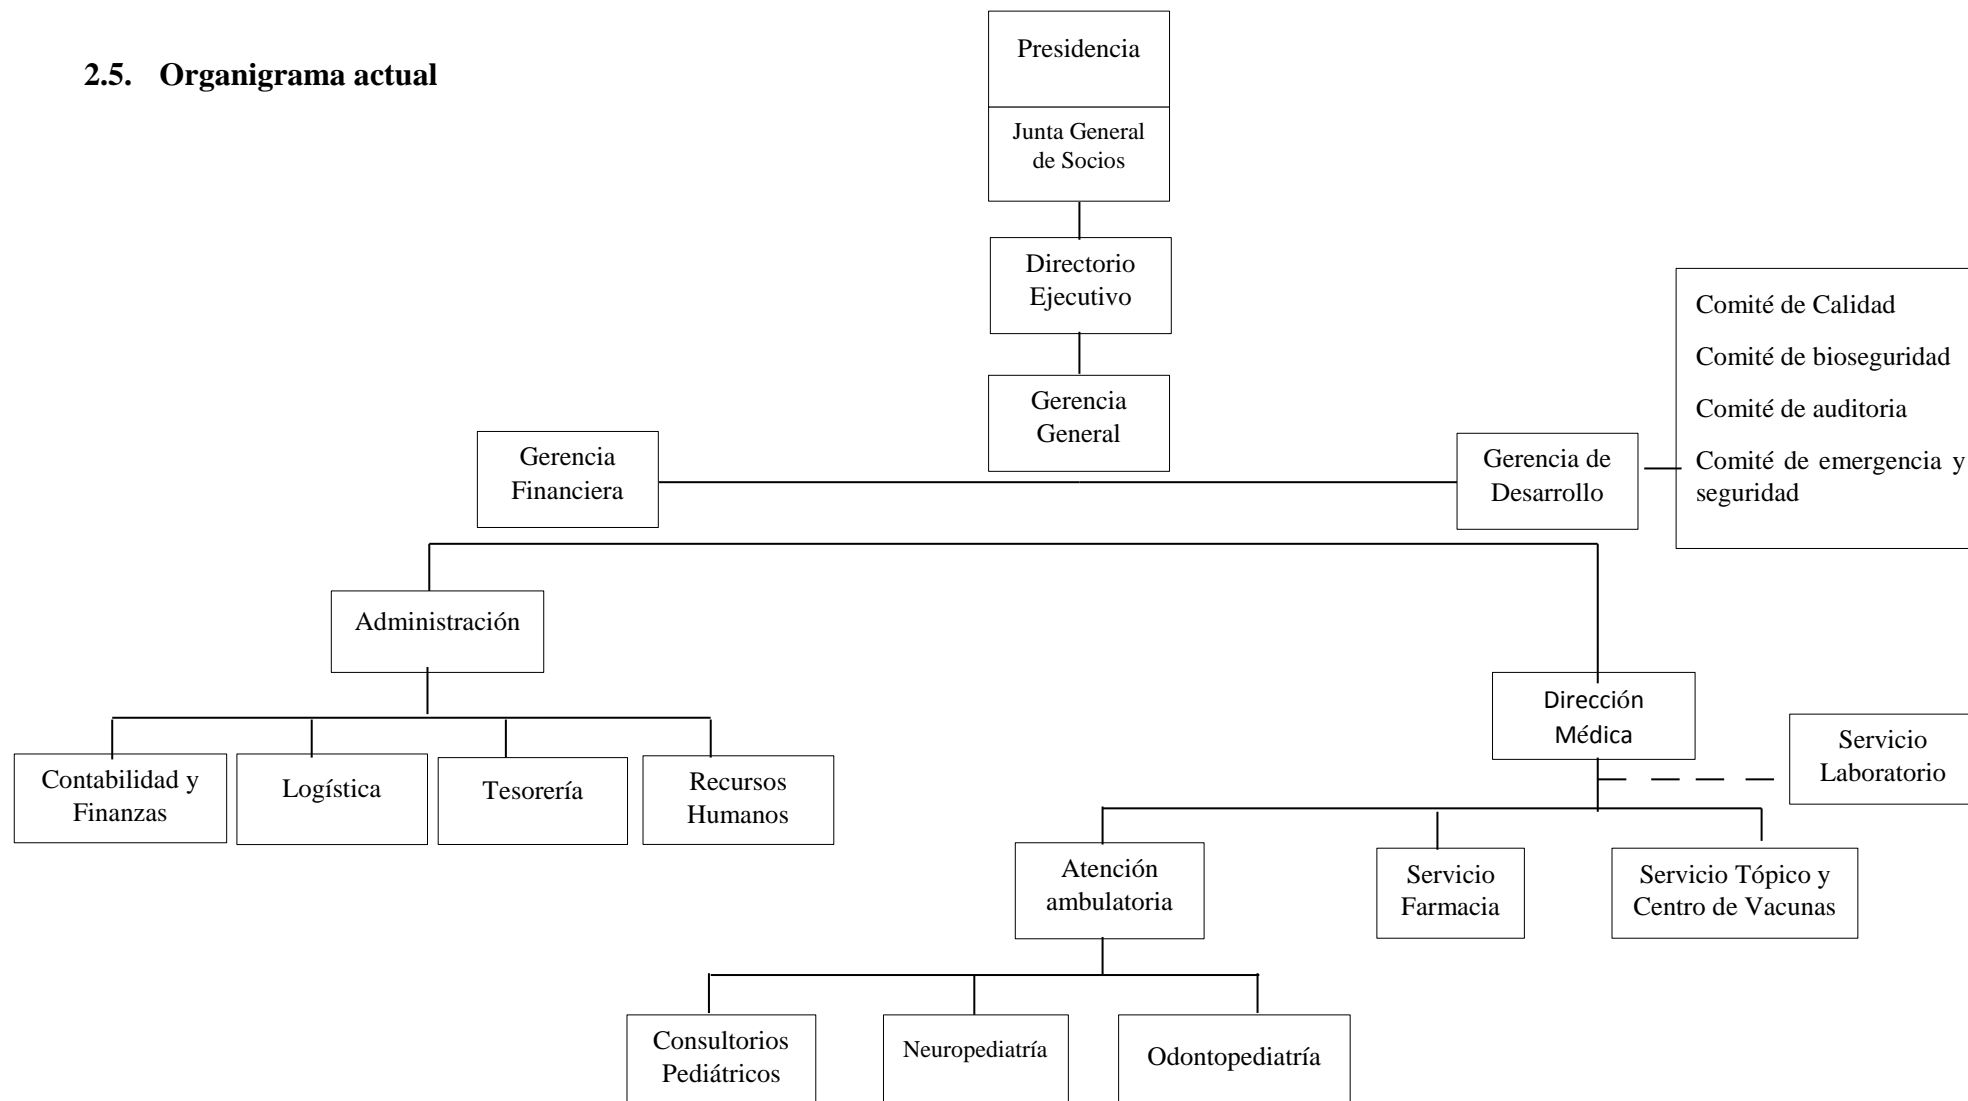 2.5. Organigrama actual
Presidencia
Junta General
de Socios
Directorio
Ejecutivo
Gerencia
General
Gerencia
Financiera
Gerencia de
Desarrollo
Comité de Calidad
Comité de bioseguridad
Comité de auditoria
Comité de emergencia y
seguridad
Administración
Dirección
Médica
Servicio
Laboratorio
Contabilidad y
Finanzas
Logística
Tesorería
Recursos
Humanos
Atención
ambulatoria
Servicio
Farmacia
Servicio Tópico y
Centro de Vacunas
Consultorios
Pediátricos
Neuropediatría
Odontopediatría